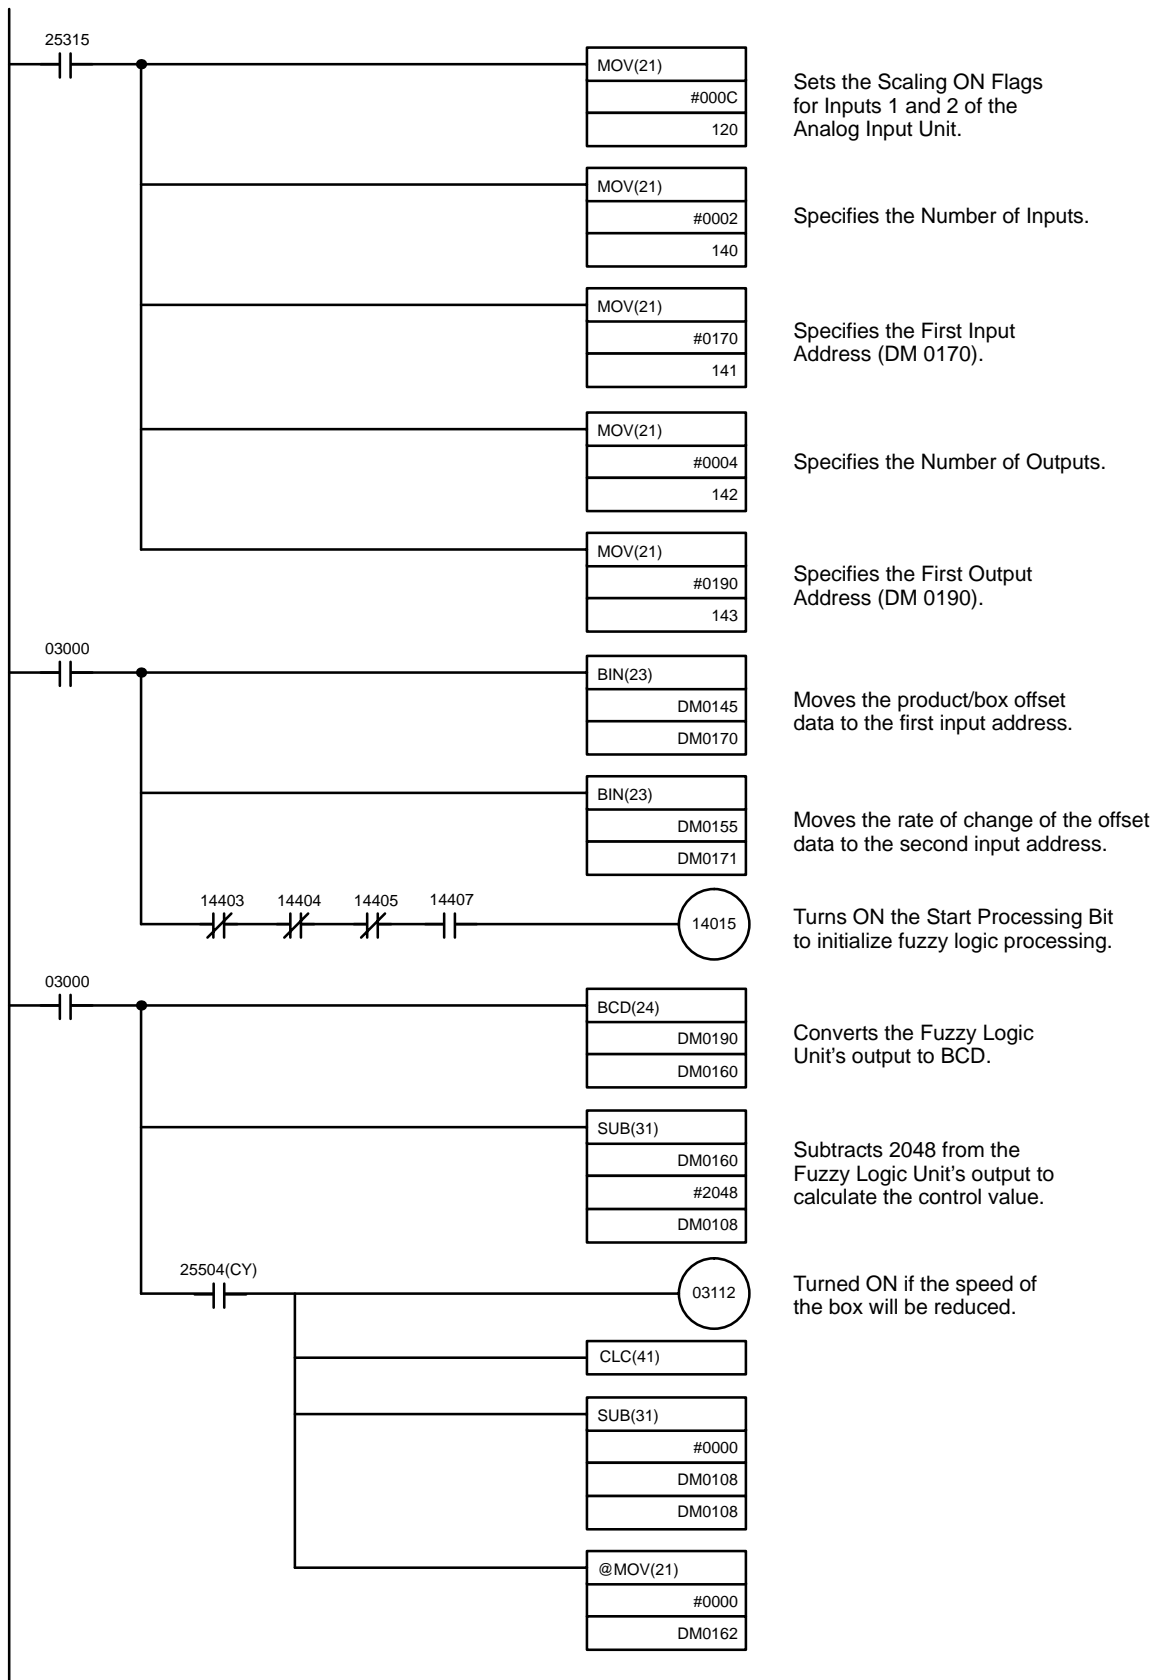 25315
MOV(21)
#000C
120
Sets the Scaling ON Flags
for Inputs 1 and 2 of the
Analog Input Unit.
MOV(21)
#0002
140
Specifies the Number of Inputs.
MOV(21)
#0170
141
Specifies the First Input
Address (DM 0170).
MOV(21)
#0004
142
Specifies the Number of Outputs.
MOV(21)
#0190
143
Specifies the First Output
Address (DM 0190).
03000
BIN(23)
DM0145
DM0170
Moves the product/box offset
data to the first input address.
BIN(23)
DM0155
DM0171
Moves the rate of change of the offset
data to the second input address.
14403 14404 14405 14407
14015
Turns ON the Start Processing Bit
to initialize fuzzy logic processing.
03000
BCD(24)
DM0190
DM0160
Converts the Fuzzy Logic
Unit’s output to BCD.
SUB(31)
DM0160
#2048
DM0108
Subtracts 2048 from the
Fuzzy Logic Unit’s output to
calculate the control value.
25504(CY)
03112
Turned ON if the speed of
the box will be reduced.
CLC(41)
SUB(31)
#0000
DM0108
DM0108
@MOV(21)
#0000
DM0162